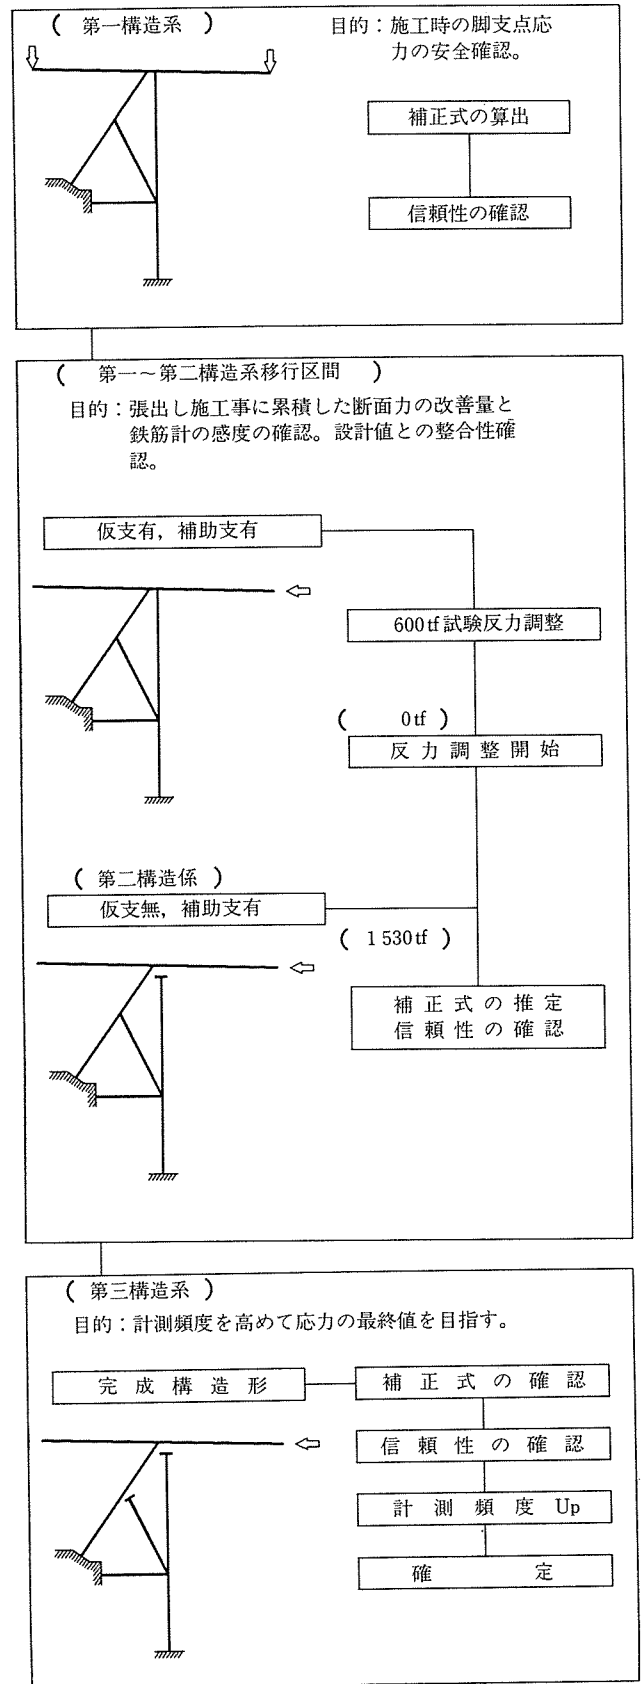 ( 第一構造系 )
目的：施工時の脚支点応
力の安全確認。
補正式の算出
信頼性の確認
( 第一～第二構造系移行区間 )
目的：張出し施工事に累積した断面力の改善量と
鉄筋計の感度の確認。設計値との整合性確
認。
仮支有，補助支有
600tf試験反力調整
( 0tf )
反力調整開始
( 第二構造係 )
仮支無，補助支有
( 1530tf )
補正式の推定
信頼性の確認
( 第三構造系 )
目的：計測頻度を高めて応力の最終値を目指す。
完成構造形
補正式の確認
信頼性の確認
計測頻度 Up
確定